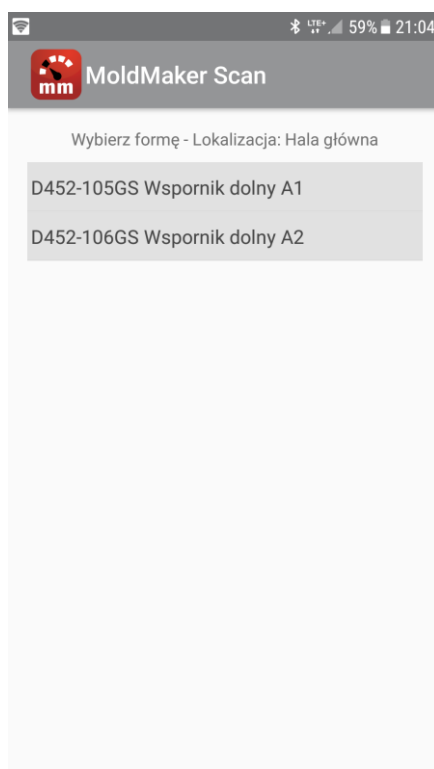 LTE+ 59% 21:04
mm MoldMaker Scan
Wybierz formę - Lokalizacja: Hala główna
D452-105GS Wspornik dolny A1
D452-106GS Wspornik dolny A2